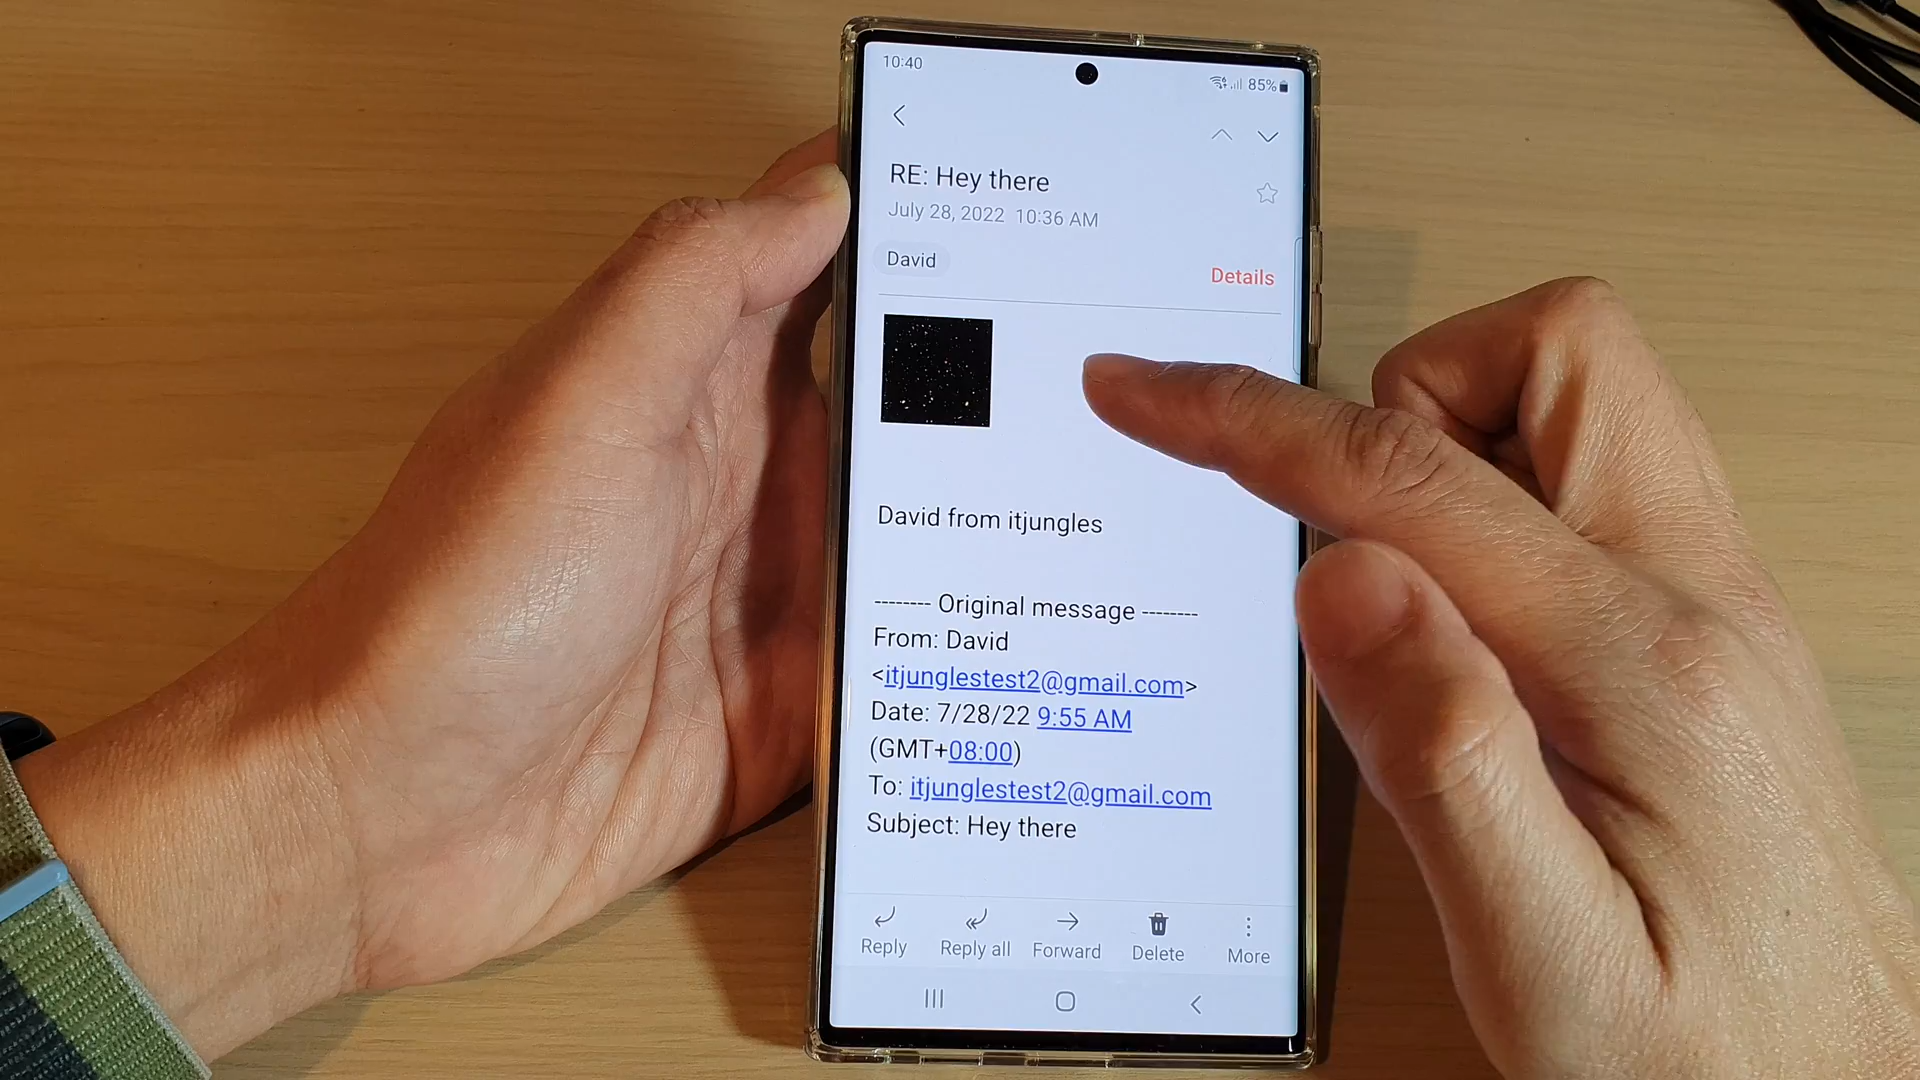 10:40
85%
RE: Hey there
July 28, 2022 10:36 AM
David
Details
David from itjungles
-------- Original message --------
From: David
<itjunglestest2@gmail.com>
Date: 7/28/22 9:55 AM
(GMT+08:00)
To: itjunglestest2@gmail.com
Subject: Hey there
Reply
Reply all
Forward
Delete
More